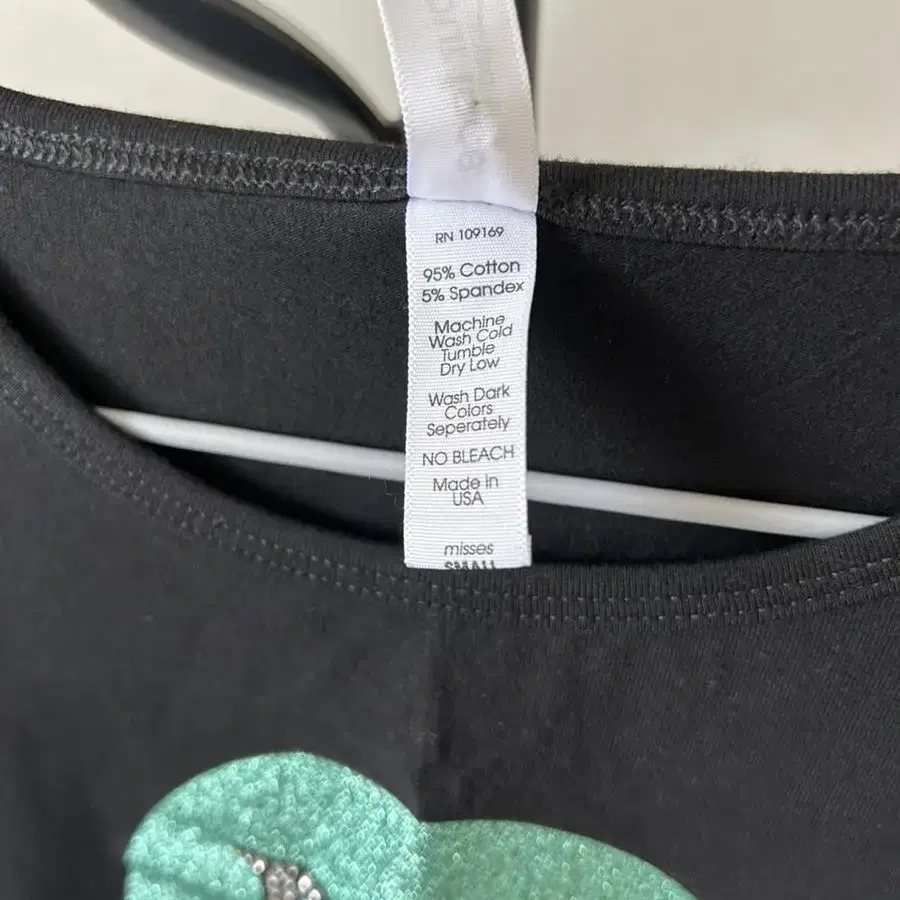 RN 109169
95% Cotton
5% Spandex
Machine
Wash Cold
Tumble
Dry Low
Wash Dark
Colors
Seperately
NO BLEACH
Made in
USA
misses
SMALL